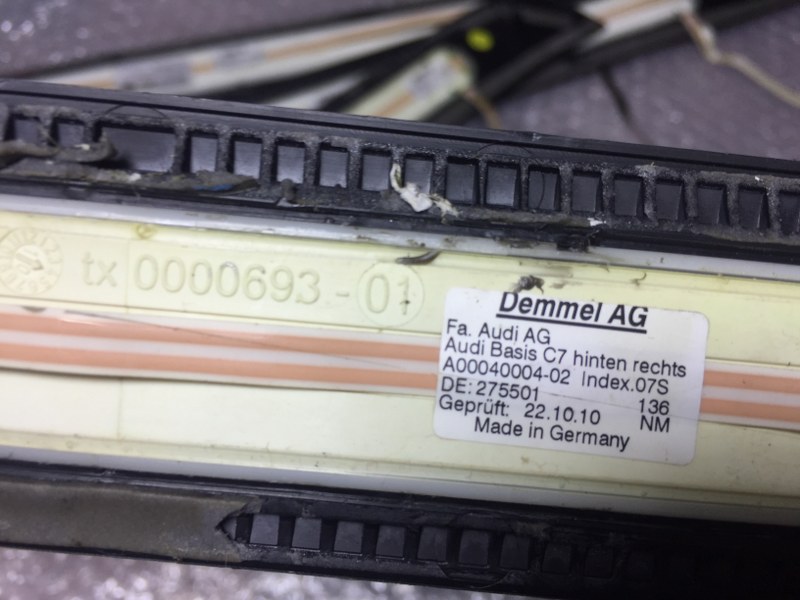 tx 0000693 - 01
Demmel AG
Fa. Audi AG
Audi Basis C7 hinten rechts
A00040004-02 Index.07S
DE: 275501 136
Geprüft: 22.10.10 NM
Made in Germany